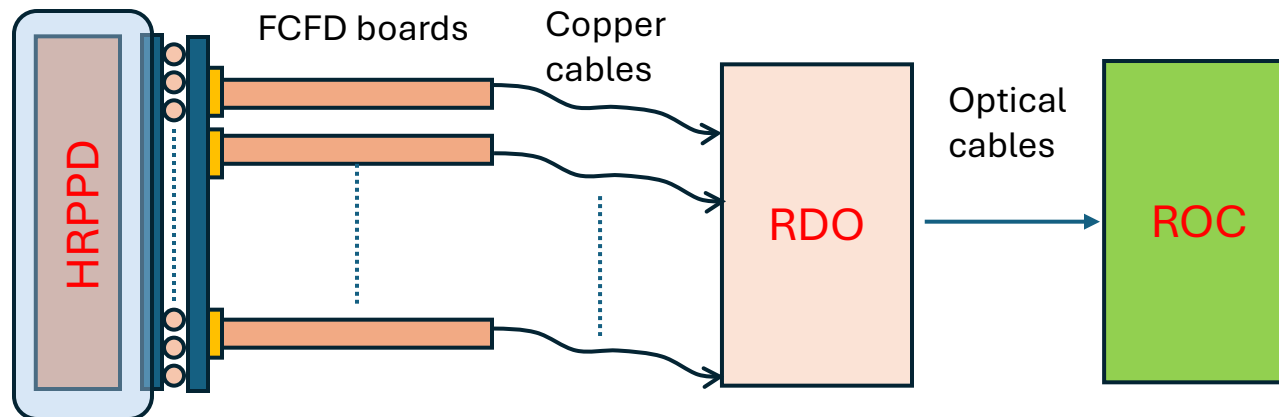 FCFD boards
Copper
cables
Optical
cables
HRPPD
RDO
ROC